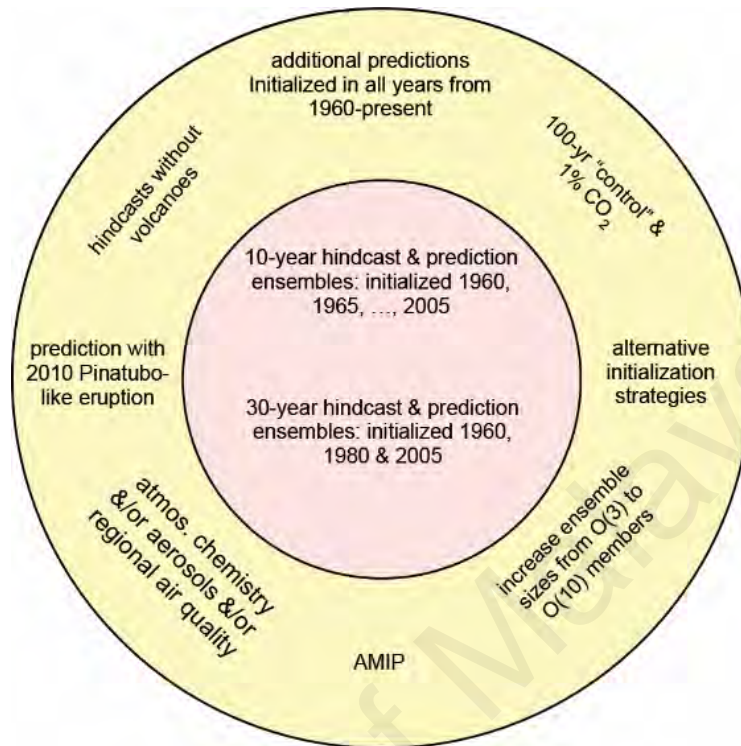 additional predictions
Initialized in all years from
1960-present
hindcasts without
volcanoes
100-yr "control" &
1% CO₂
10-year hindcast & prediction
ensembles: initialized 1960,
1965, …, 2005
prediction with
2010 Pinatubo-
like eruption
alternative
initialization
strategies
30-year hindcast & prediction
ensembles: initialized 1960,
1980 & 2005
atmos. chemistry
&/or aerosols &/or
regional air quality
increase ensemble
sizes from O(3) to
O(10) members
AMIP
of Malays